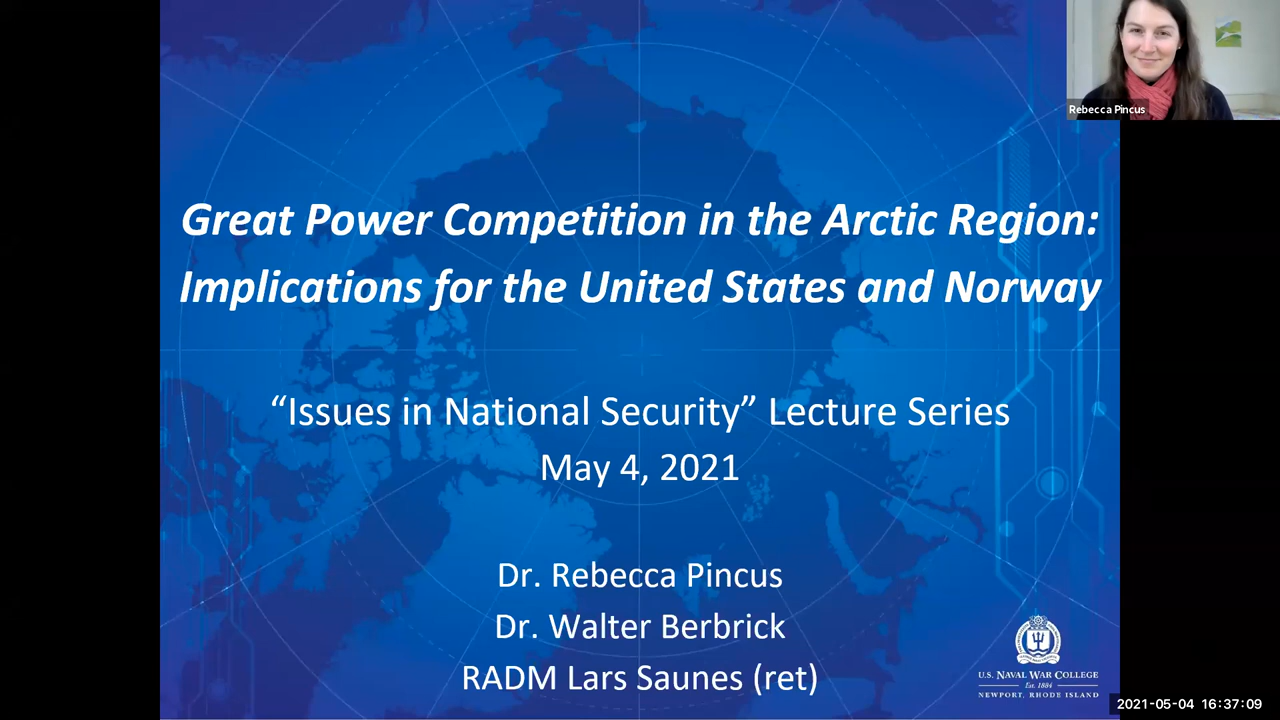 Rebecca Pincus
Great Power Competition in the Arctic Region:
Implications for the United States and Norway
“Issues in National Security” Lecture Series
May 4, 2021
Dr. Rebecca Pincus
Dr. Walter Berbrick
RADM Lars Saunes (ret)
U.S. NAVAL WAR COLLEGE
Est. 1884
NEWPORT, RHODE ISLAND
2021-05-04 16:37:09